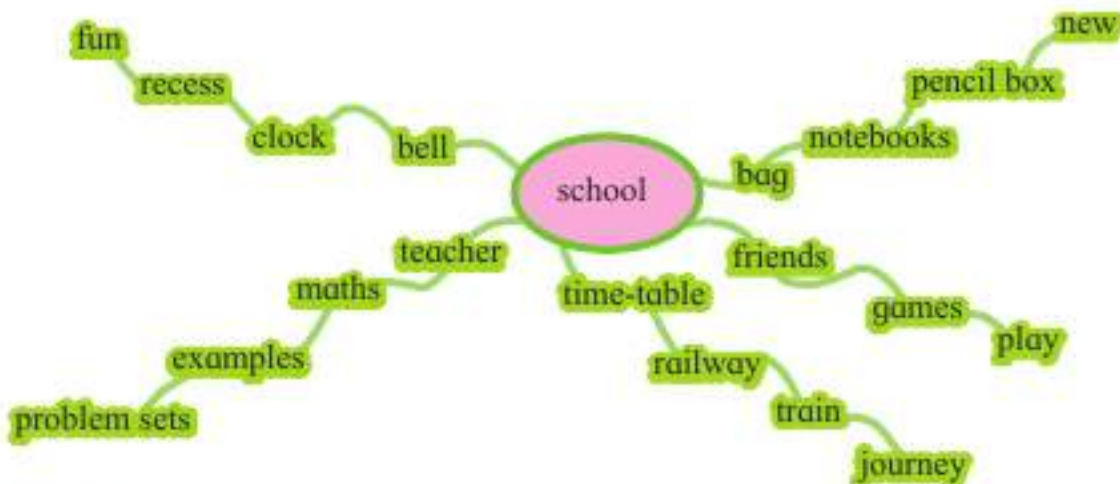 fun
recess
clock
bell
new
pencil box
notebooks
bag
school
teacher
maths
examples
problem sets
time-table
railway
train
journey
friends
games
play